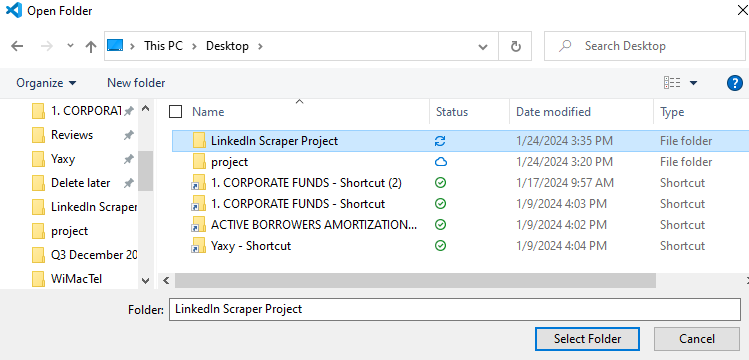 Open Folder
This PC > Desktop >
Search Desktop
Organize
New folder
?
Name
Status
Date modified
Type
1. CORPORAT
Reviews
Yaxy
Delete later
LinkedIn Scraper
project
Q3 December 20
WiMacTel
LinkedIn Scraper Project 1/24/2024 3:35 PM File folder
project 1/24/2024 3:20 PM File folder
1. CORPORATE FUNDS - Shortcut (2) 1/17/2024 9:57 AM Shortcut
1. CORPORATE FUNDS - Shortcut 1/9/2024 4:03 PM Shortcut
ACTIVE BORROWERS AMORTIZATION... 1/9/2024 4:02 PM Shortcut
Yaxy - Shortcut 1/9/2024 4:04 PM Shortcut
Folder: LinkedIn Scraper Project
Select Folder
Cancel